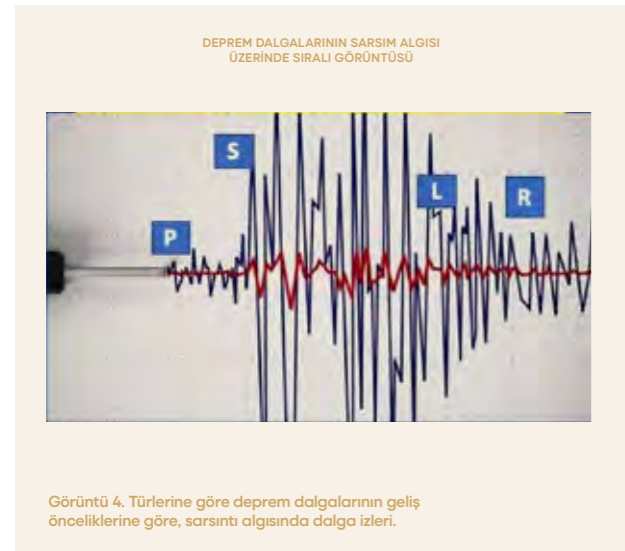 DEPREM DALGALARININ SARSIM ALGISI
ÜZERİNDE SIRALI GÖRÜNTÜSÜ
P
S
L
R
Görüntü 4. Türlerine göre deprem dalgalarının geliş
önceliklerine göre, sarsıntı algısında dalga izleri.